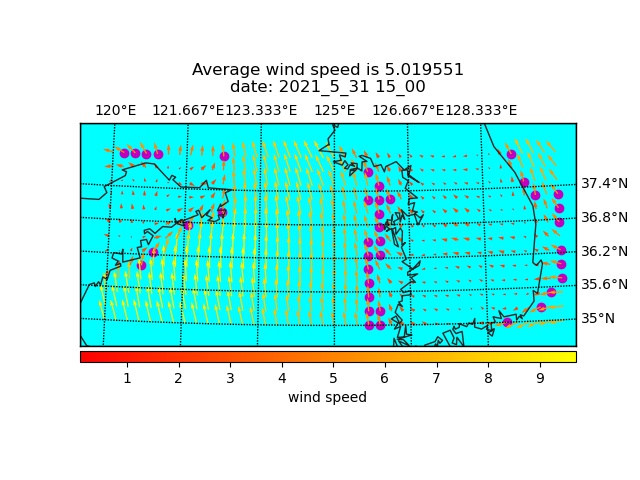 Average wind speed is 5.019551
date: 2021_5_31 15_00
120°E 121.667°E 123.333°E 125°E 126.667°E 128.333°E
37.4°N
36.8°N
36.2°N
35.6°N
35°N
1 2 3 4 5 6 7 8 9
wind speed